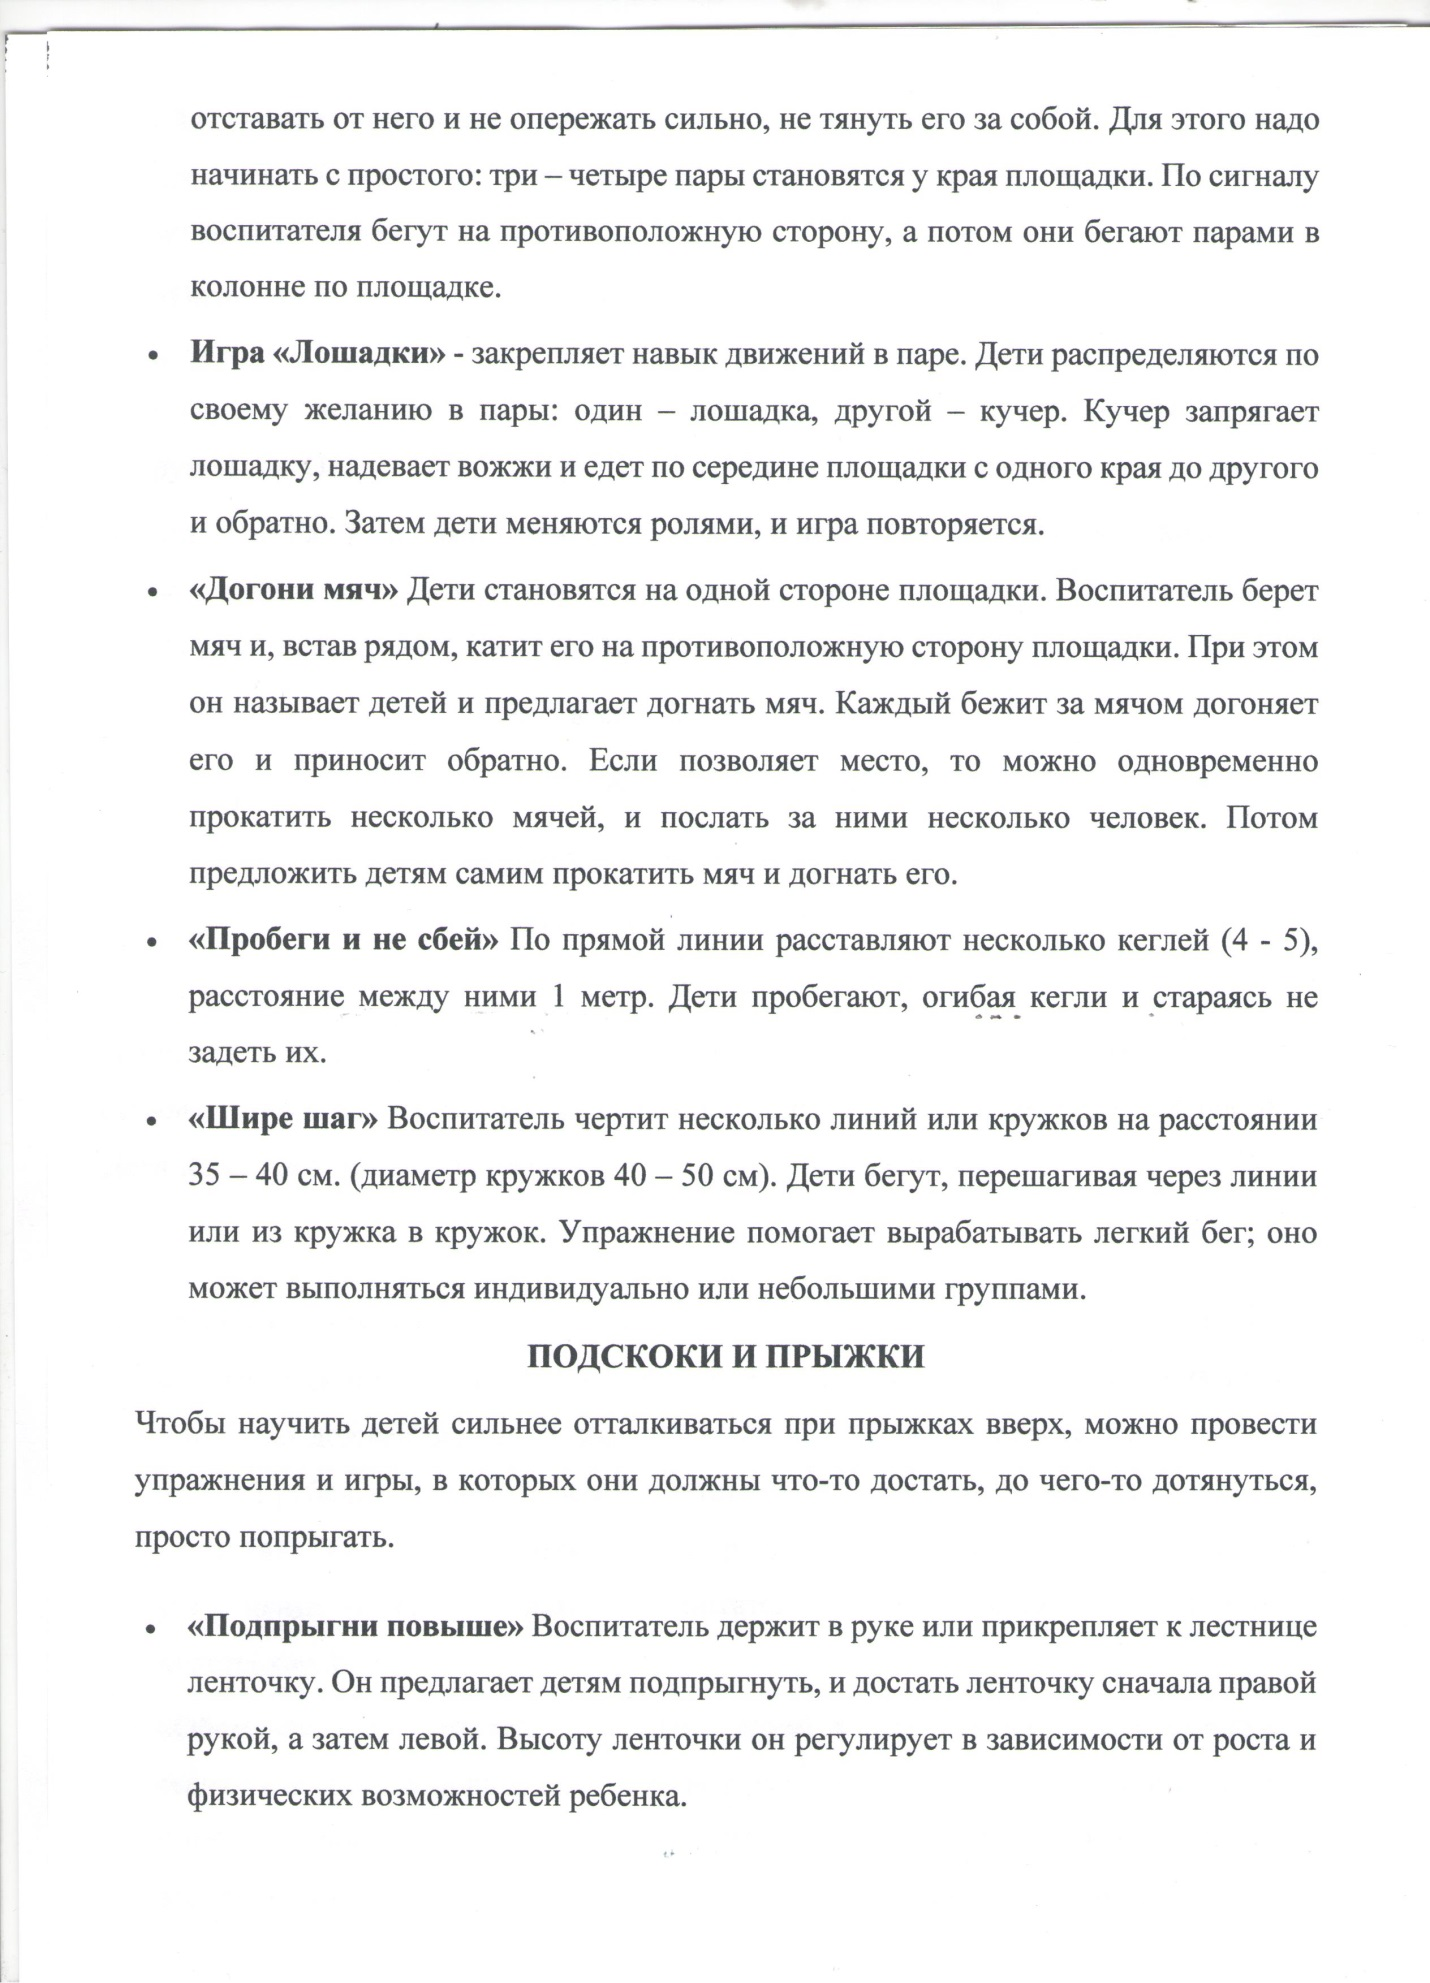 отставать от него и не опережать сильно, не тянуть его за собой. Для этого надо
начинать с простого: три – четыре пары становятся у края площадки. По сигналу
воспитателя бегут на противоположную сторону, а потом они бегают парами в
колонне по площадке.
• Игра «Лошадки» - закрепляет навык движений в паре. Дети распределяются по
своему желанию в пары: один – лошадка, другой – кучер. Кучер запрягает
лошадку, надевает вожжи и едет по середине площадки с одного края до другого
и обратно. Затем дети меняются ролями, и игра повторяется.
• «Догони мяч» Дети становятся на одной стороне площадки. Воспитатель берет
мяч и, встав рядом, катит его на противоположную сторону площадки. При этом
он называет детей и предлагает догнать мяч. Каждый бежит за мячом догоняет
его и приносит обратно. Если позволяет место, то можно одновременно
прокатить несколько мячей, и послать за ними несколько человек. Потом
предложить детям самим прокатить мяч и догнать его.
• «Пробеги и не сбей» По прямой линии расставляют несколько кеглей (4 - 5),
расстояние между ними 1 метр. Дети пробегают, огибая кегли и стараясь не
задеть их.
• «Шире шаг» Воспитатель чертит несколько линий или кружков на расстоянии
35 – 40 см. (диаметр кружков 40 – 50 см). Дети бегут, перешагивая через линии
или из кружка в кружок. Упражнение помогает вырабатывать легкий бег; оно
может выполняться индивидуально или небольшими группами.
ПОДСКОКИ И ПРЫЖКИ
Чтобы научить детей сильнее отталкиваться при прыжках вверх, можно провести
упражнения и игры, в которых они должны что-то достать, до чего-то дотянуться,
просто попрыгать.
• «Подпрыгни повыше» Воспитатель держит в руке или прикрепляет к лестнице
ленточку. Он предлагает детям подпрыгнуть, и достать ленточку сначала правой
рукой, а затем левой. Высоту ленточки он регулирует в зависимости от роста и
физических возможностей ребенка.